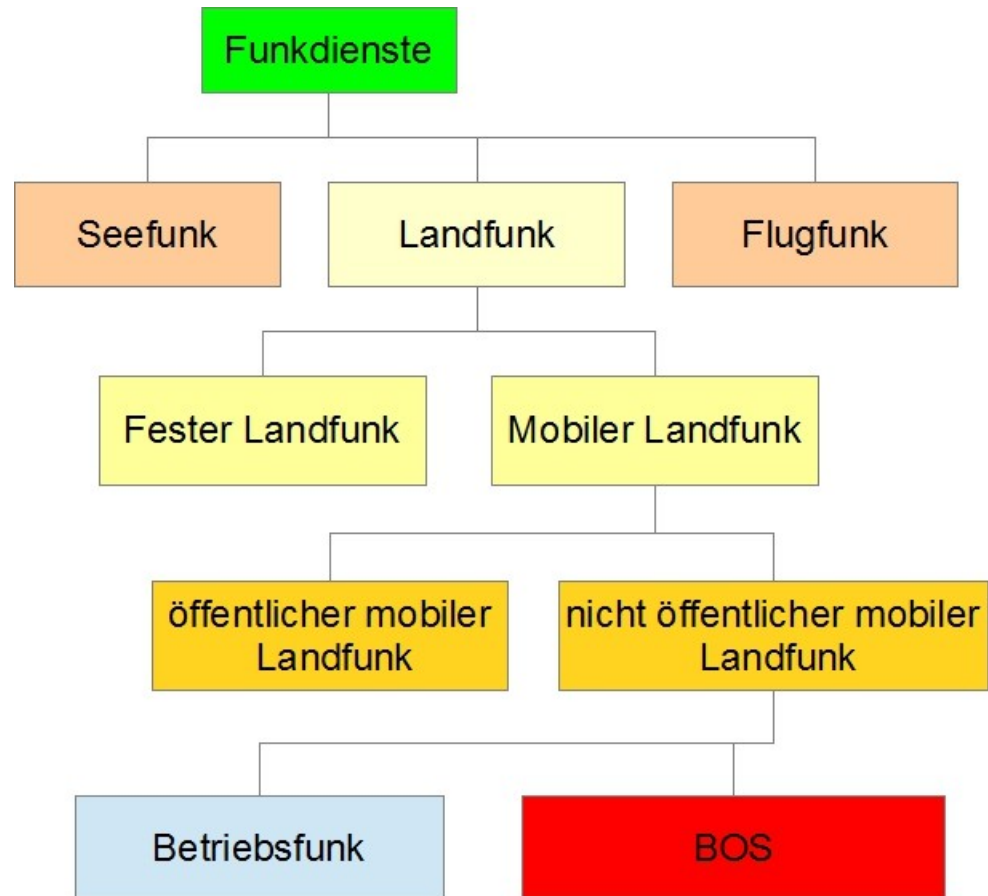 Funkdienste
Seefunk
Landfunk
Flugfunk
Fester Landfunk
Mobiler Landfunk
öffentlicher mobiler
Landfunk
nicht öffentlicher mobiler
Landfunk
Betriebsfunk
BOS